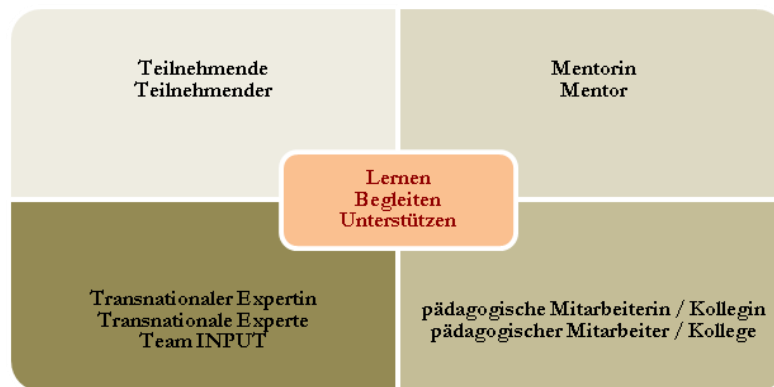 Teilnehmende
Teilnehmender
Mentorin
Mentor
Lernen
Begleiten
Unterstützen
Transnationaler Expertin
Transnationale Experte
Team INPUT
pädagogische Mitarbeiterin / Kollegin
pädagogischer Mitarbeiter / Kollege